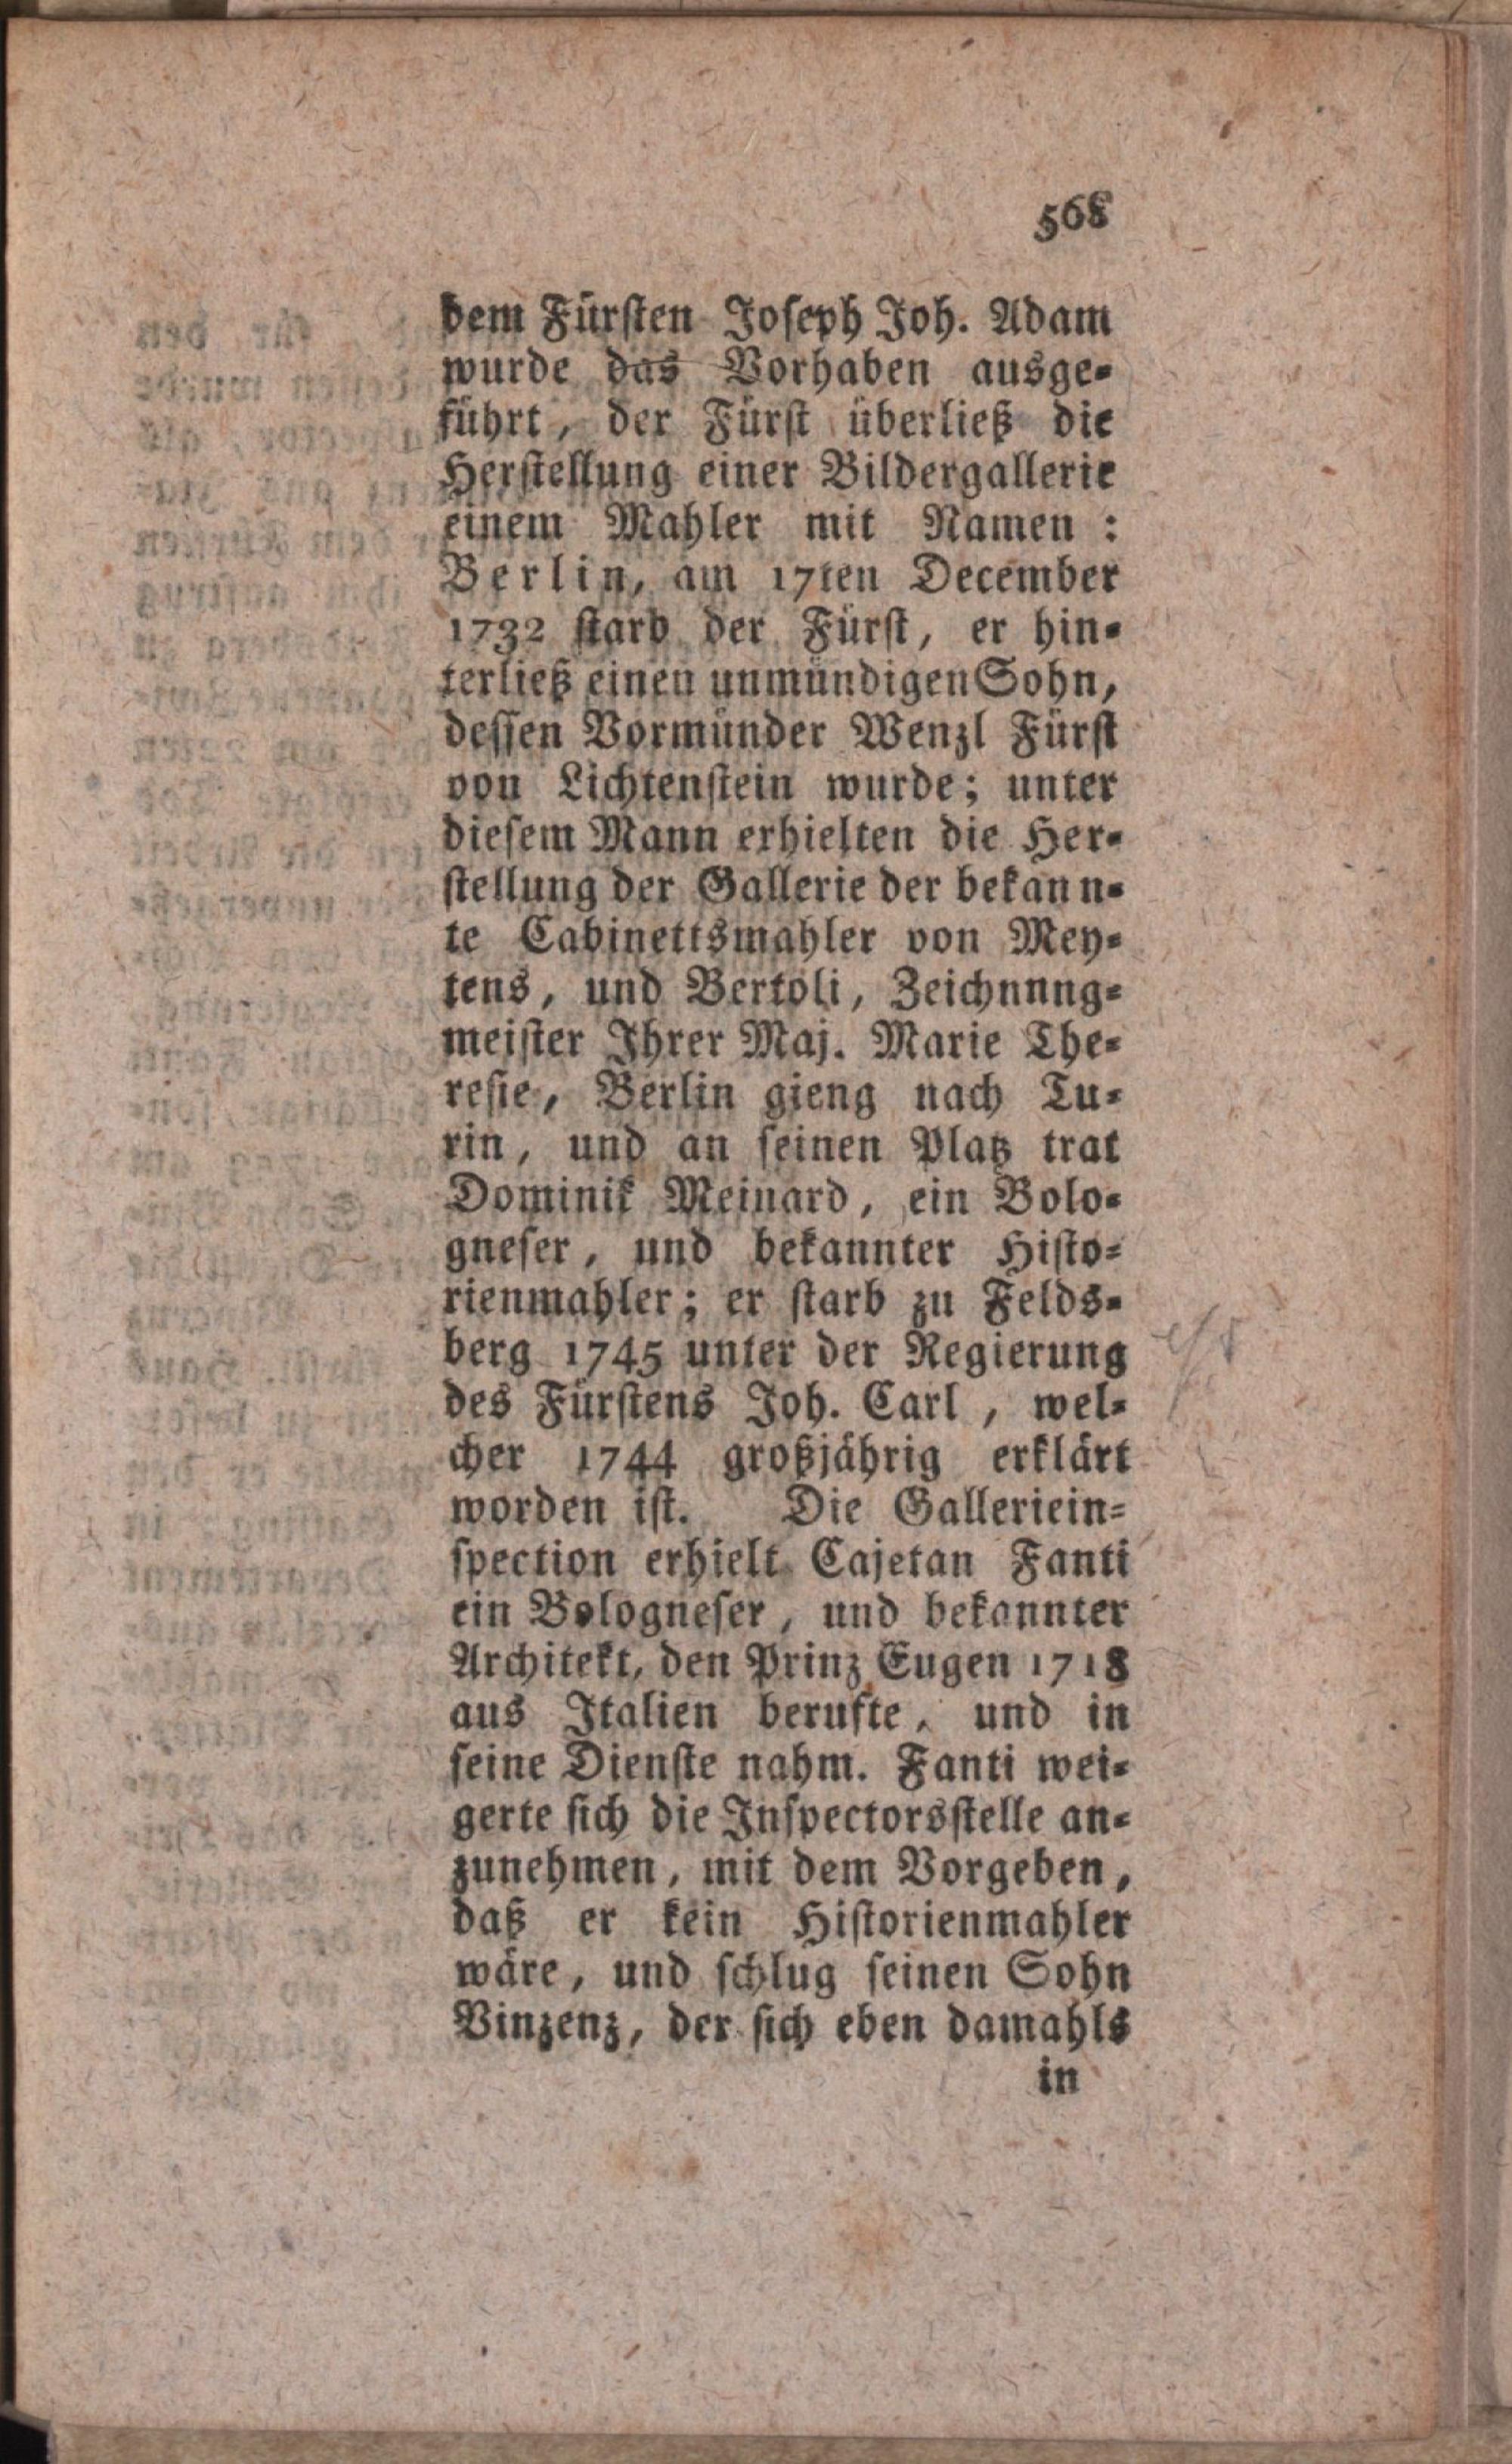 568
dem Fürsten Joseph Joh. Adam
wurde das Vorhaben ausge-
führt, der Fürst überließ die
Herstellung einer Bildergallerie
einem Mahler mit Namen :
Berlin, am 17ten December
1732 starb der Fürst, er hin-
terließ einen unmündigen Sohn,
dessen Vormünder Wenzl Fürst
von Lichtenstein wurde; unter
diesem Mann erhielten die Her-
stellung der Gallerie der bekann-
te Cabinettsmahler von Mey-
tens, und Bertoli, Zeichnnng-
meister Ihrer Maj. Marie The-
resie, Berlin gieng nach Tu-
rin, und an seinen Platz trat
Dominik Meinard, ein Bolo-
gneser, und bekannter Histo-
rienmahler; er starb zu Felds-
berg 1745 unter der Regierung
des Fürstens Joh. Carl, wel-
cher 1744 großjährig erklärt
worden ist. Die Galleriein-
spection erhielt Cajetan Fanti
ein Bologneser, und bekannter
Architekt, den Prinz Eugen 1718
aus Italien berufte, und in
seine Dienste nahm. Fanti wei-
gerte sich die Inspectorsstelle an-
zunehmen, mit dem Vorgeben,
daß er kein Historienmahler
wäre, und schlug seinen Sohn
Vinzenz, der sich eben damahls
in